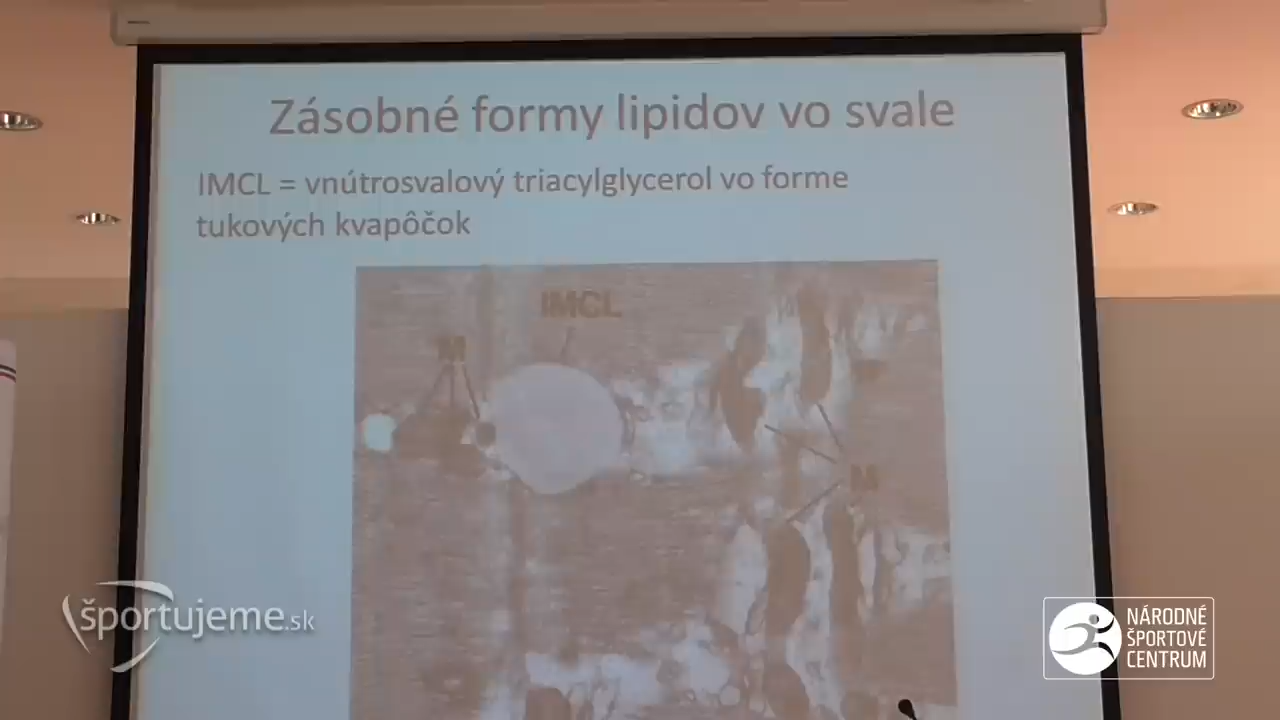 Zásobné formy lipidov vo svale
IMCL = vnútrosvalový triacylglycerol vo forme
tukových kvapôčok
IMCL
M
M
športujeme.sk
NÁRODNÉ
ŠPORTOVÉ
CENTRUM